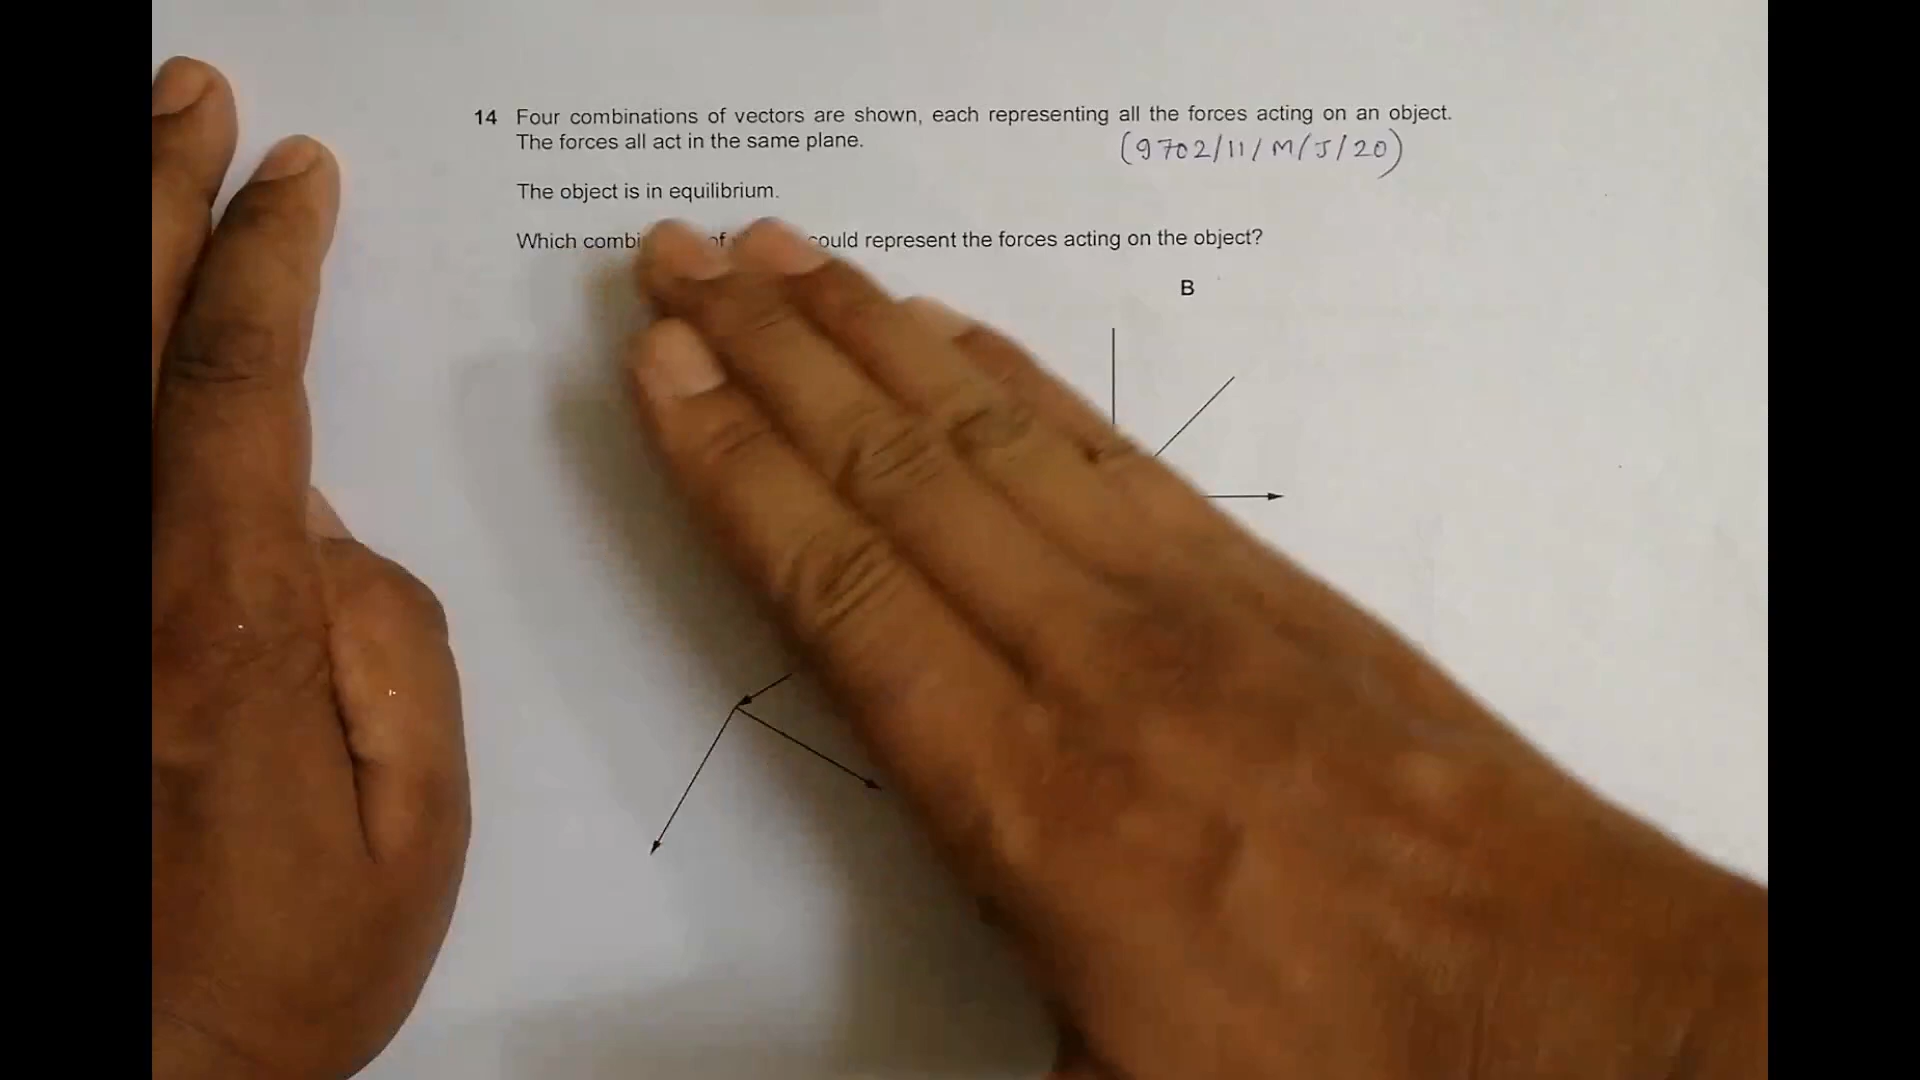 14 Four combinations of vectors are shown, each representing all the forces acting on an object.
The forces all act in the same plane.
(9702/11/M/J/20)
The object is in equilibrium.
Which of could represent the forces acting on the object?
B